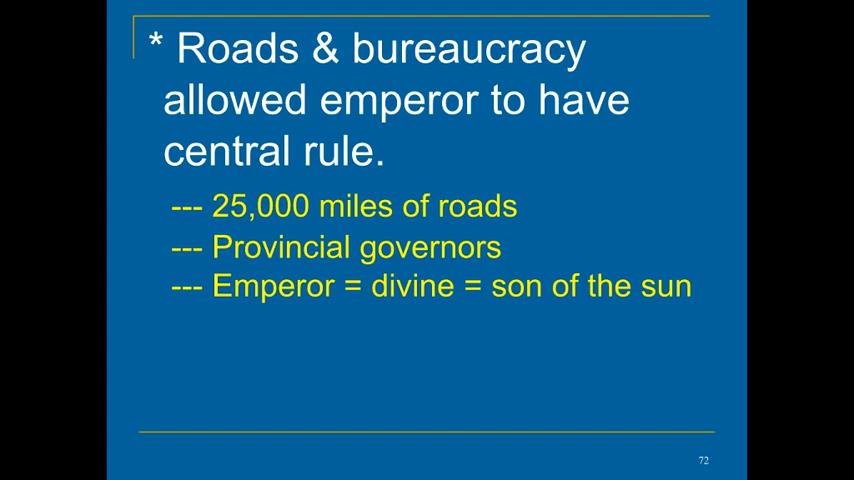 * Roads & bureaucracy
allowed emperor to have
central rule.
--- 25,000 miles of roads
--- Provincial governors
--- Emperor = divine = son of the sun
72